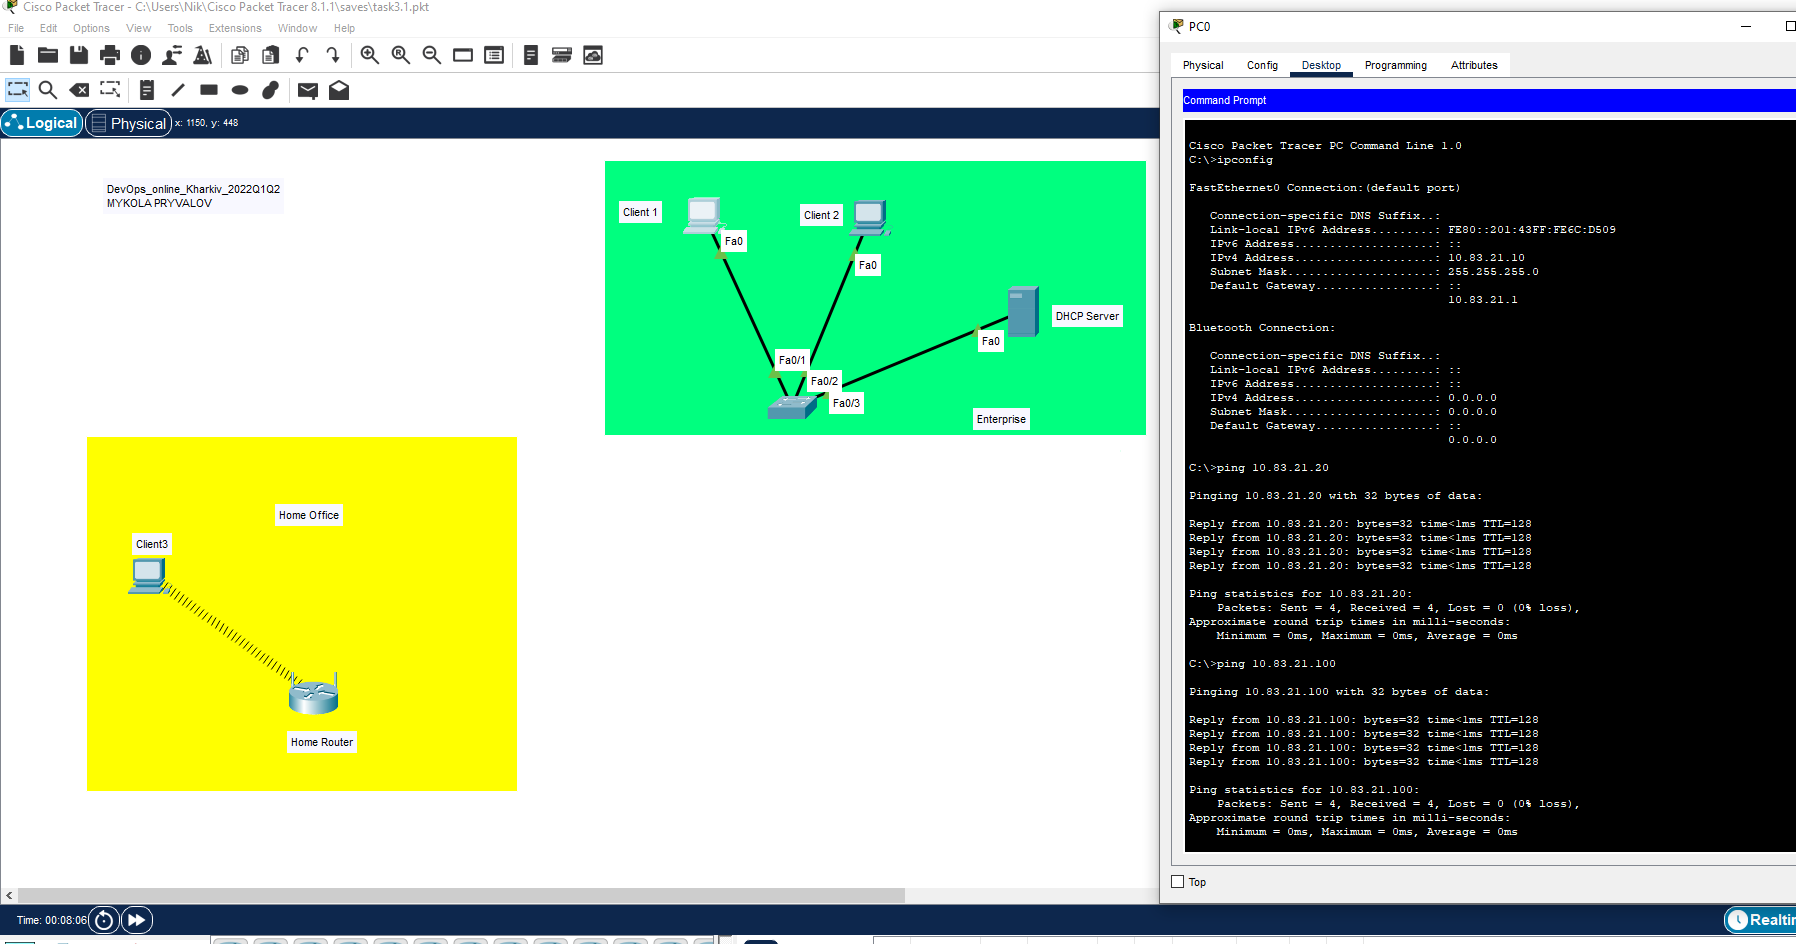 Cisco Packet Tracer - C:\Users\Nik\Cisco Packet Tracer 8.1.1\saves\task3.1.pkt
File Edit Options View Tools Extensions Window Help
Logical
Physical
x: 1150, y: 448
DevOps_online_Kharkiv_2022Q1Q2
MYKOLA PRYVALOV
Client 1
Fa0
Client 2
Fa0
DHCP Server
Fa0
Fa0/1
Fa0/2
Fa0/3
Enterprise
Home Office
Client3
Home Router
Time: 00:08:06
PC0
Physical Config Desktop Programming Attributes
Command Prompt
Cisco Packet Tracer PC Command Line 1.0
C:\>ipconfig
FastEthernet0 Connection:(default port)
Connection-specific DNS Suffix..:
Link-local IPv6 Address.........: FE80::201:43FF:FE6C:D509
IPv6 Address....................: ::
IPv4 Address....................: 10.83.21.10
Subnet Mask.....................: 255.255.255.0
Default Gateway.................: ::
10.83.21.1
Bluetooth Connection:
Connection-specific DNS Suffix..:
Link-local IPv6 Address.........: ::
IPv6 Address....................: ::
IPv4 Address....................: 0.0.0.0
Subnet Mask.....................: 0.0.0.0
Default Gateway.................: ::
0.0.0.0
C:\>ping 10.83.21.20
Pinging 10.83.21.20 with 32 bytes of data:
Reply from 10.83.21.20: bytes=32 time<1ms TTL=128
Reply from 10.83.21.20: bytes=32 time<1ms TTL=128
Reply from 10.83.21.20: bytes=32 time<1ms TTL=128
Reply from 10.83.21.20: bytes=32 time<1ms TTL=128
Ping statistics for 10.83.21.20:
Packets: Sent = 4, Received = 4, Lost = 0 (0% loss),
Approximate round trip times in milli-seconds:
Minimum = 0ms, Maximum = 0ms, Average = 0ms
C:\>ping 10.83.21.100
Pinging 10.83.21.100 with 32 bytes of data:
Reply from 10.83.21.100: bytes=32 time<1ms TTL=128
Reply from 10.83.21.100: bytes=32 time<1ms TTL=128
Reply from 10.83.21.100: bytes=32 time<1ms TTL=128
Reply from 10.83.21.100: bytes=32 time<1ms TTL=128
Ping statistics for 10.83.21.100:
Packets: Sent = 4, Received = 4, Lost = 0 (0% loss),
Approximate round trip times in milli-seconds:
Minimum = 0ms, Maximum = 0ms, Average = 0ms
Top